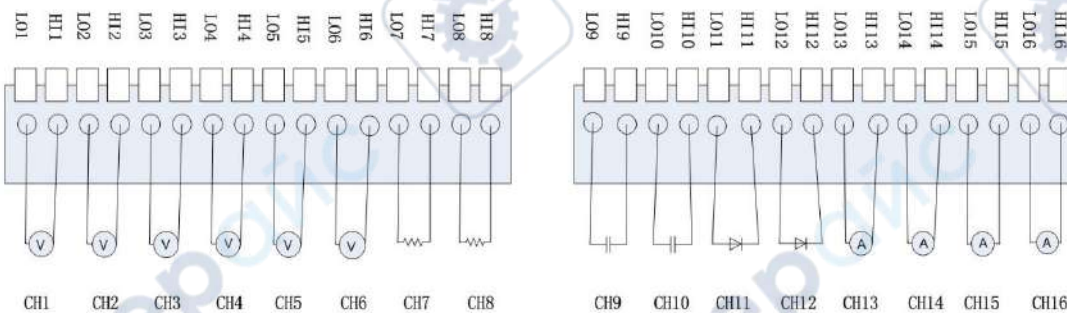 LO1 HI1 LO2 HI2 LO3 HI3 LO4 HI4 LO5 HI5 LO6 HI6 LO7 HI7 LO8 HI8 LO9 HI9 LO10 HI10 LO11 HI11 LO12 HI12 LO13 HI13 LO14 HI14 LO15 HI15 LO16 HI16
V V V V V V A A A A
CH1 CH2 CH3 CH4 CH5 CH6 CH7 CH8 CH9 CH10 CH11 CH12 CH13 CH14 CH15 CH16